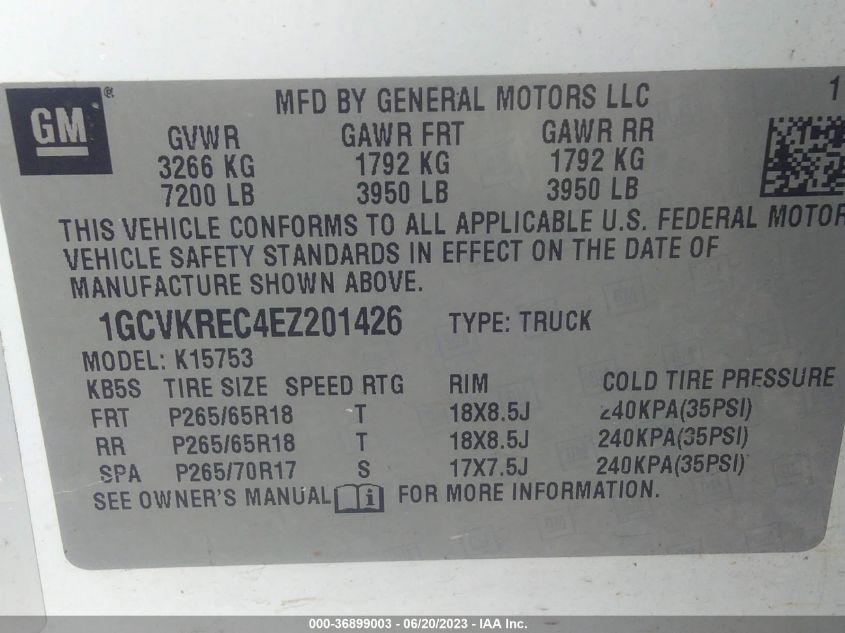 GM ® MFD BY GENERAL MOTORS LLC 1
GVWR GAWR FRT GAWR RR
3266 KG 1792 KG 1792 KG
7200 LB 3950 LB 3950 LB
THIS VEHICLE CONFORMS TO ALL APPLICABLE U.S. FEDERAL MOTOR
VEHICLE SAFETY STANDARDS IN EFFECT ON THE DATE OF
MANUFACTURE SHOWN ABOVE.
1GCVKREC4EZ201426 TYPE: TRUCK
MODEL: K15753
KB5S TIRE SIZE SPEED RTG RIM COLD TIRE PRESSURE
FRT P265/65R18 T 18X8.5J 240KPA(35PSI)
RR P265/65R18 T 18X8.5J 240KPA(35PSI)
SPA P265/70R17 S 17X7.5J 240KPA(35PSI)
SEE OWNER'S MANUAL i FOR MORE INFORMATION.
000-36899003 / 06/20/2023 - IAA Inc.